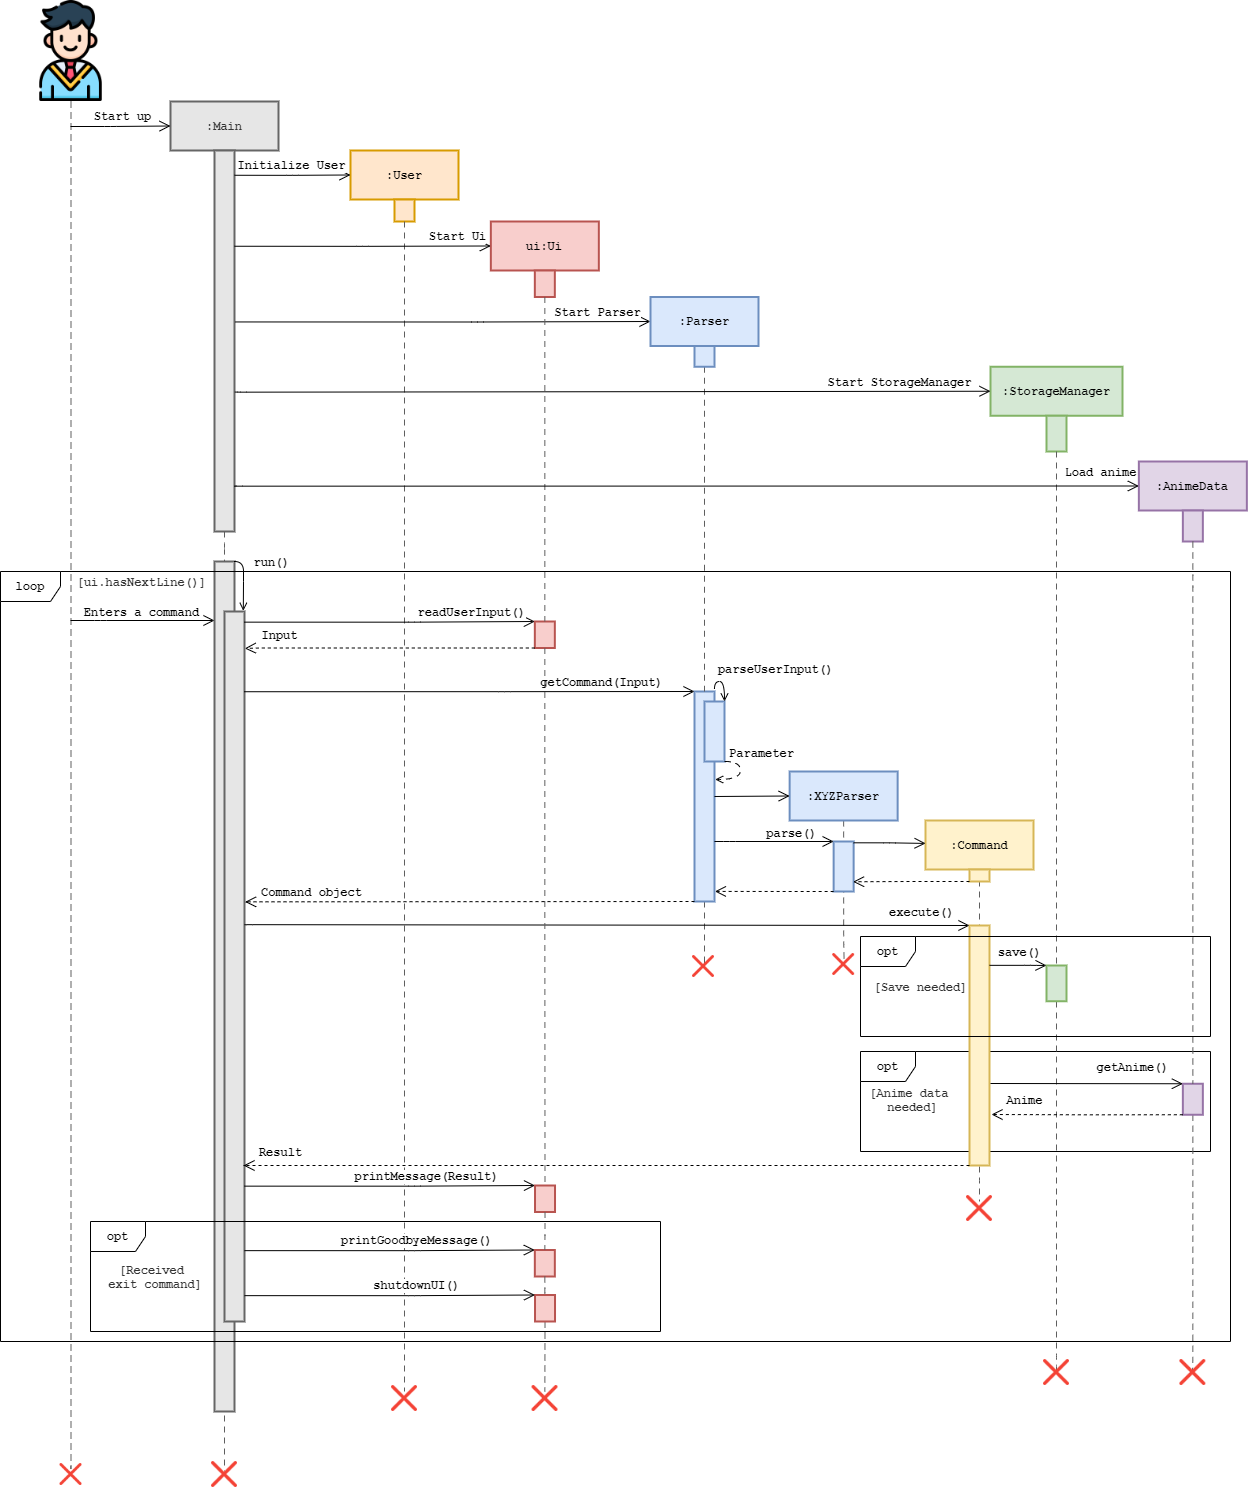 Start up
:Main
Initialize User
:User
Start Ui
ui:Ui
Start Parser
:Parser
Start StorageManager
:StorageManager
Load anime
:AnimeData
run()
loop
[ui.hasNextLine()]
Enters a command
readUserInput()
Input
parseUserInput()
getCommand(Input)
Parameter
:XYZParser
parse()
:Command
Command object
execute()
opt
save()
[Save needed]
opt
getAnime()
[Anime data
needed]
Anime
Result
printMessage(Result)
opt
printGoodbyeMessage()
[Received
exit command]
shutdownUI()